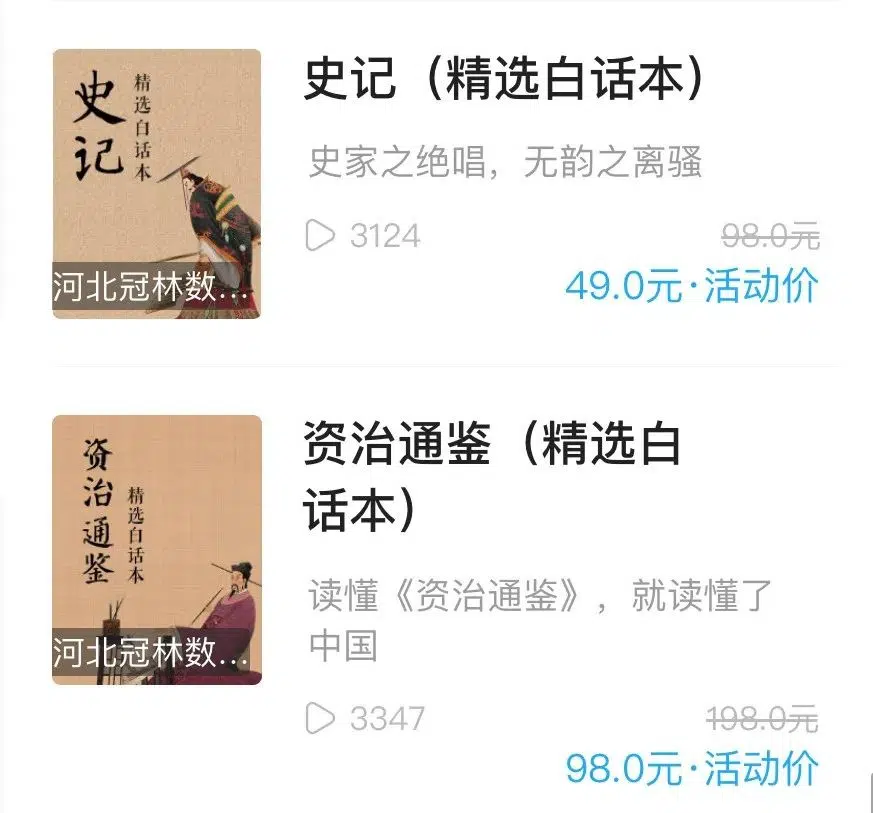 史记
精选白话本
河北冠林数...
史记（精选白话本）
史家之绝唱，无韵之离骚
3124
98.0元
49.0元·活动价
资治通鉴
精选白话本
河北冠林数...
资治通鉴（精选白
话本）
读懂《资治通鉴》，就读懂了
中国
3347
198.0元
98.0元·活动价